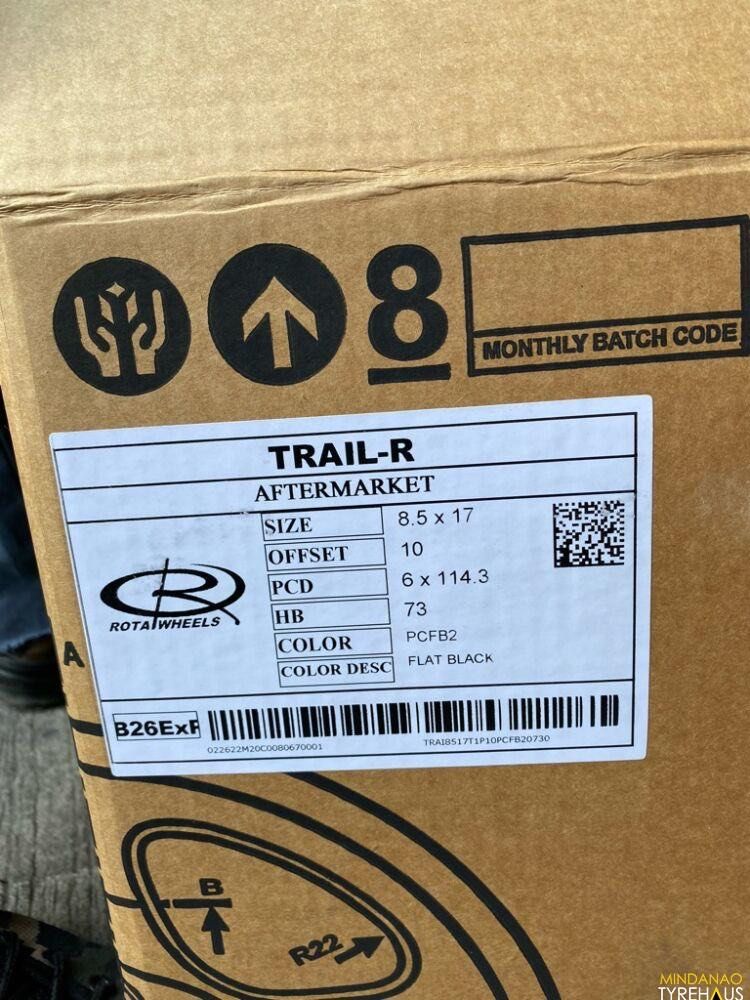 8
MONTHLY BATCH CODE
TRAIL-R
AFTERMARKET
SIZE 8.5 x 17
OFFSET 10
PCD 6 x 114.3
HB 73
COLOR PCFB2
COLOR DESC FLAT BLACK
ROTA WHEELS
A
B26ExF
022622M20C0080670001
TRAI8517T1P10PCFB20730
B
R22
MINDANAO
TYREHAUS